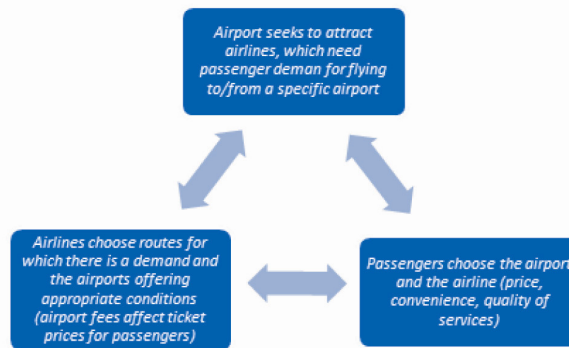 Airport seeks to attract
airlines, which need
passenger deman for flying
to/from a specific airport
Airlines choose routes for
which there is a demand and
the airports offering
appropriate conditions
(airport fees affect ticket
prices for passengers)
Passengers choose the airport
and the airline (price,
convenience, quality of
services)